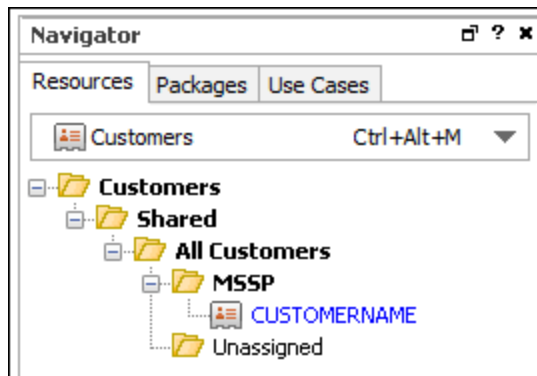 Navigator ?
Resources Packages Use Cases
Customers Ctrl+Alt+M
Customers
Shared
All Customers
MSSP
CUSTOMERNAME
Unassigned